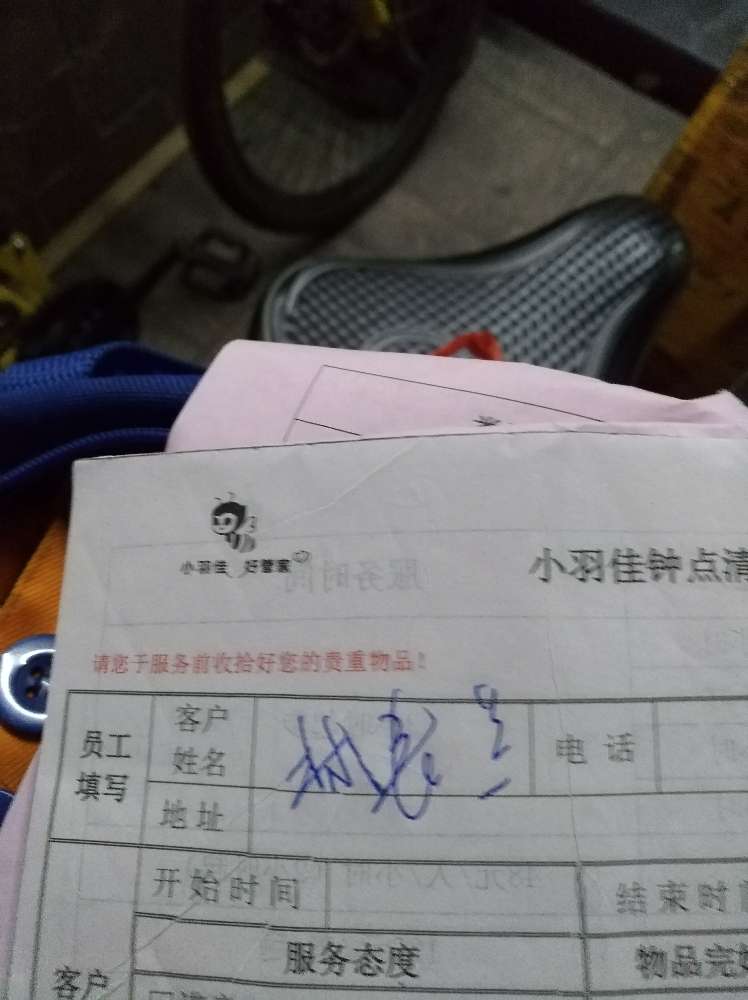 小羽佳 好管家
小羽佳钟点清
请您于服务前收拾好您的贵重物品！
员工填写
客户姓名
电话
地址
开始时间
结束时间
客户
服务态度
物品完好